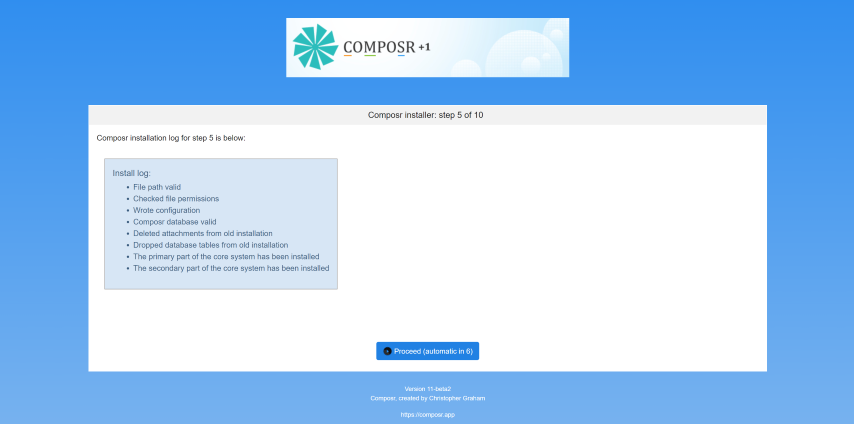 COMPOSR +1
Composr installer: step 5 of 10
Composr installation log for step 5 is below:
Install log:
File path valid
Checked file permissions
Wrote configuration
Composr database valid
Deleted attachments from old installation
Dropped database tables from old installation
The primary part of the core system has been installed
The secondary part of the core system has been installed
Proceed (automatic in 6)
Version 11-beta2
Composr, created by Christopher Graham
https://composr.app